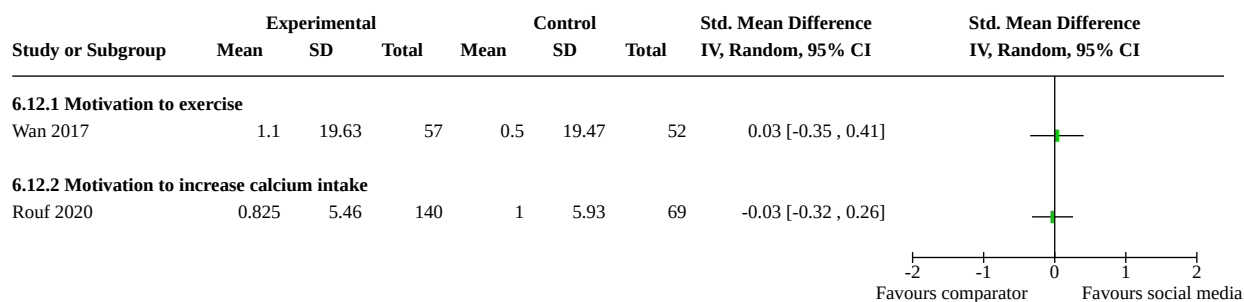 Experimental Control Std. Mean Difference Std. Mean Difference
Study or Subgroup Mean SD Total Mean SD Total IV, Random, 95% CI IV, Random, 95% CI
6.12.1 Motivation to exercise
Wan 2017 1.1 19.63 57 0.5 19.47 52 0.03 [-0.35 , 0.41]
6.12.2 Motivation to increase calcium intake
Rouf 2020 0.825 5.46 140 1 5.93 69 -0.03 [-0.32 , 0.26]
-2 -1 0 1 2
Favours comparator Favours social media